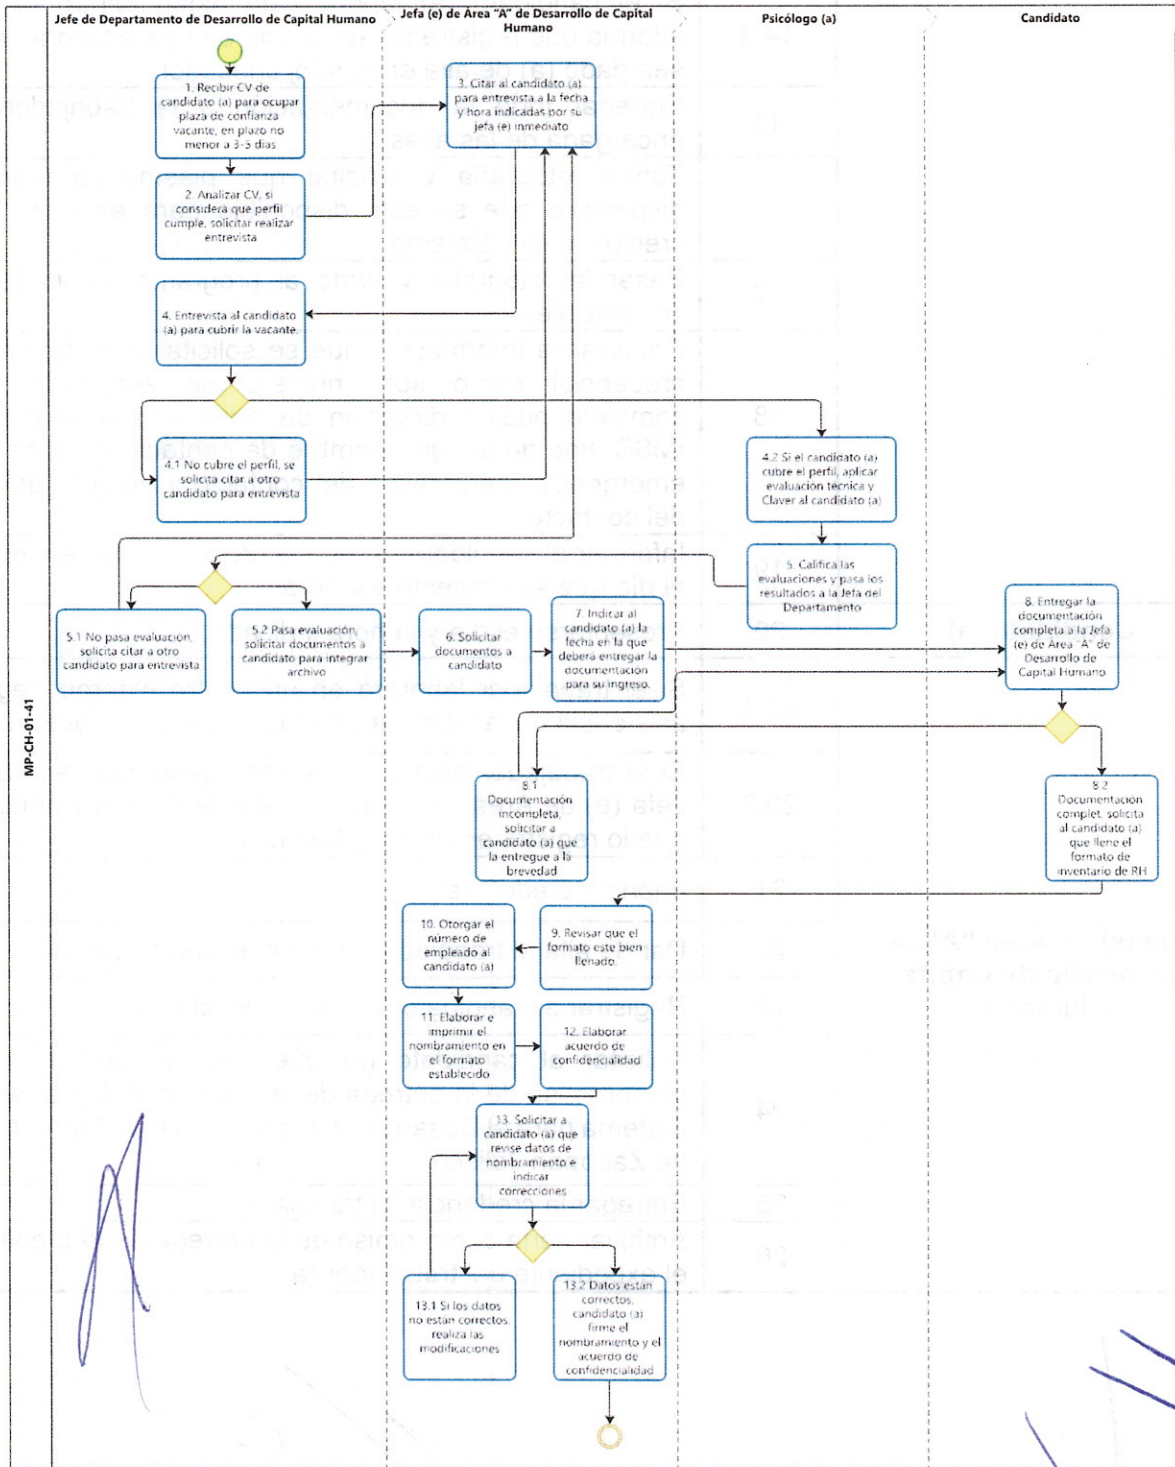 Jefe de Departamento de Desarrollo de Capital Humano
Jefa (e) de Área "A" de Desarrollo de Capital
Humano
Psicólogo (a)
Candidato
MP-CH-01-41
1. Recibir CV de
candidato (a) para ocupar
plaza de confianza
vacante, en plazo no
menor a 3-5 días
2. Analizar CV, si
considera que perfil
cumple, solicitar realizar
entrevista
3. Citar al candidato (a)
para entrevista a la fecha
y hora indicadas por su
jefa (e) inmediato
4. Entrevista al candidato
(a) para cubrir la vacante.
4.1 No cubre el perfil, se
solicita citar a otro
candidato para entrevista
4.2 Si el candidato (a)
cubre el perfil, aplicar
evaluación técnica y
Claver al candidato (a)
5. Califica las
evaluaciones y pasa los
resultados a la Jefa del
Departamento
5.1 No pasa evaluación,
solicita citar a otro
candidato para entrevista
5.2 Pasa evaluación,
solicitar documentos a
candidato para integrar
archivo
6. Solicitar
documentos a
candidato
7. Indicar al
candidato (a) la
fecha en la que
deberá entregar la
documentación
para su ingreso.
8. Entregar la
documentación
completa a la Jefa
(e) de Área "A" de
Desarrollo de
Capital Humano
8.1
Documentación
incompleta,
solicitar a
candidato (a) que
la entregue a la
brevedad
8.2
Documentación
complet, solicita
al candidato (a)
que llene el
formato de
inventario de RH
9. Revisar que el
formato este bien
llenado.
10. Otorgar el
número de
empleado al
candidato (a)
11. Elaborar e
imprimir el
nombramiento en
el formato
establecido
12. Elaborar
acuerdo de
confidencialidad
13. Solicitar a
candidato (a) que
revise datos de
nombramiento e
indicar
correcciones
13.1 Si los datos
no están correctos,
realiza las
modificaciones
13.2 Datos están
correctos,
candidato (a)
firme el
nombramiento y el
acuerdo de
confidencialidad